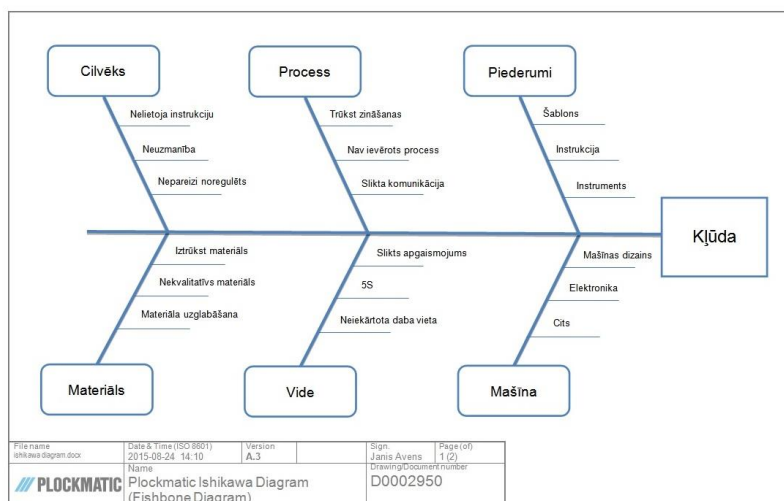 Cilvēks
Process
Piederumi
Nelietoja instrukciju
Neuzmanība
Nepareizi noregulēts
Trūkst zināšanas
Nav ievērots process
Slikta komunikācija
Šablons
Instrukcija
Instruments
Kļūda
Iztrūkst materiāls
Nekvalitatīvs materiāls
Materiāla uzglabāšana
Slikts apgaismojums
5S
Neiekārtota daba vieta
Mašīnas dizains
Elektronika
Cits
Materiāls
Vide
Mašīna
File name
ishikawa diagram.docx
Date & Time (ISO 8601)
2015-08-24 14:10
Version
A.3
Sign.
Janis Avens
Page (of)
1 (2)
PLOCKMATIC
Name
Plockmatic Ishikawa Diagram
(Fishbone Diagram)
Drawing/Document number
D0002950